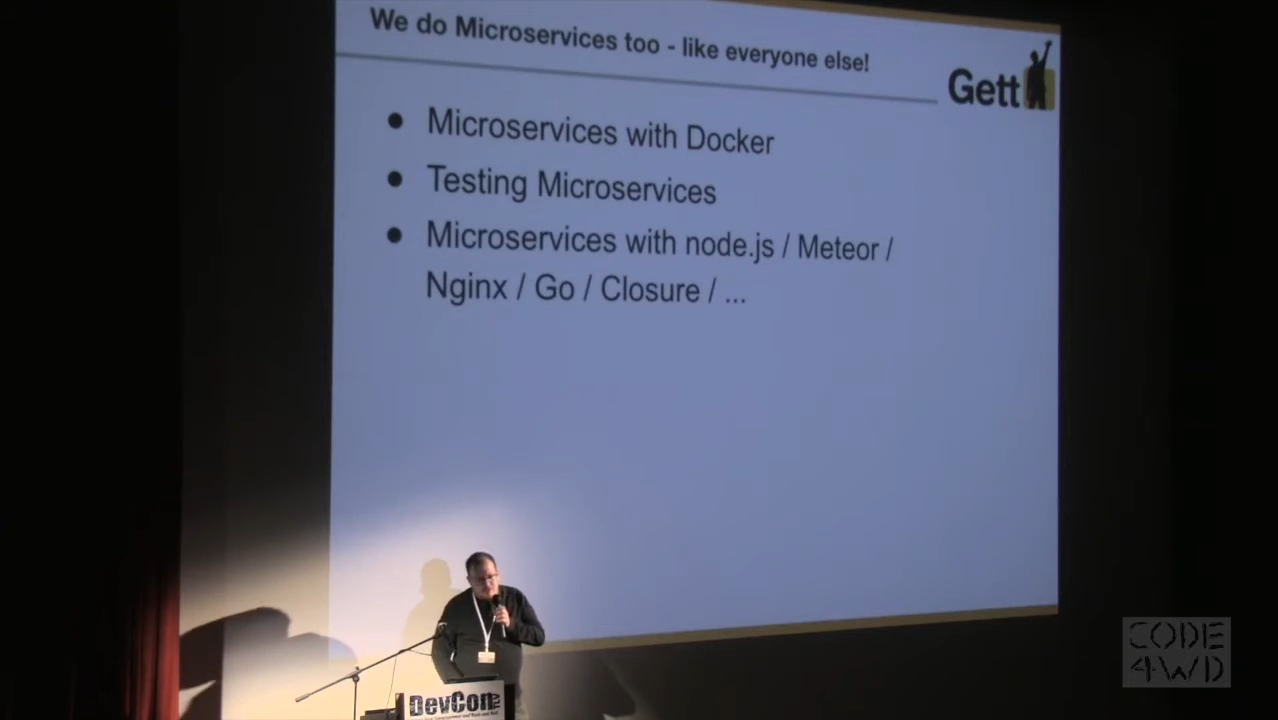 We do Microservices too - like everyone else!
Gett
● Microservices with Docker
● Testing Microservices
● Microservices with node.js / Meteor /
Nginx / Go / Closure / ...
DevCon TLV
CODE
4WD